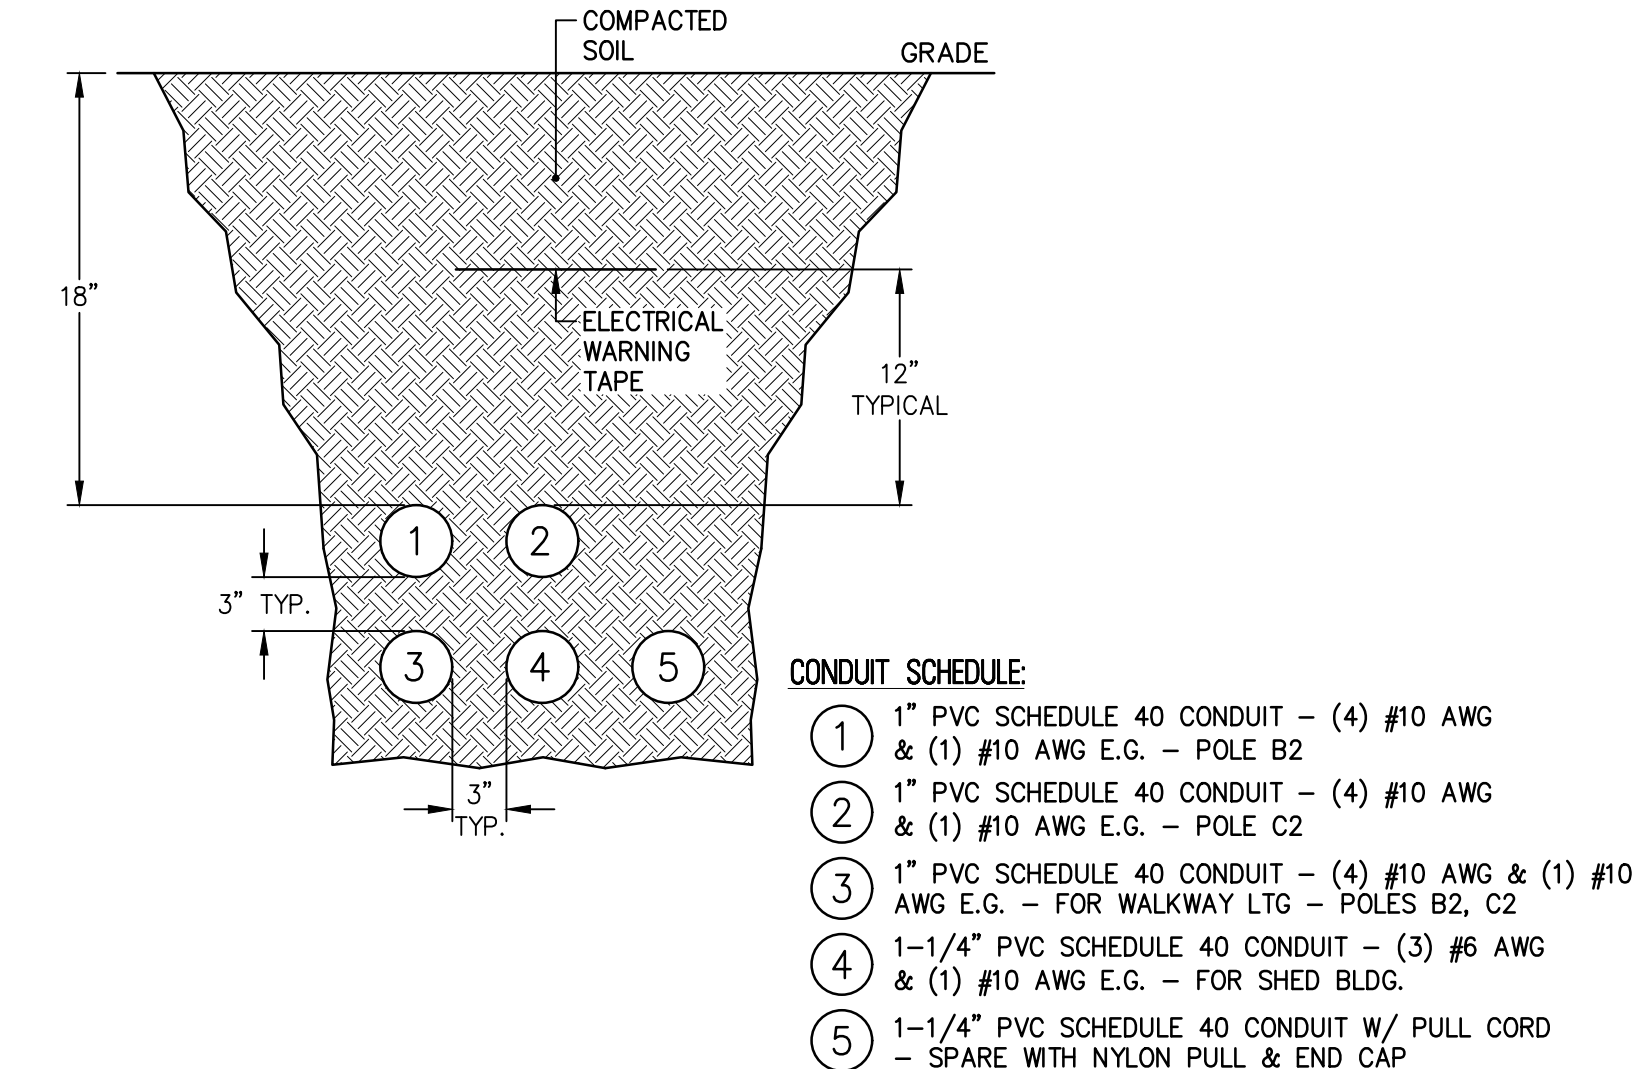 COMPACTED
SOIL
GRADE
18”
ELECTRICAL
WARNING
TAPE
12”
TYPICAL
1
2
3” TYP.
3
4
5
3”
TYP.
CONDUIT SCHEDULE:
1 1” PVC SCHEDULE 40 CONDUIT – (4) #10 AWG
& (1) #10 AWG E.G. – POLE B2
2 1” PVC SCHEDULE 40 CONDUIT – (4) #10 AWG
& (1) #10 AWG E.G. – POLE C2
3 1” PVC SCHEDULE 40 CONDUIT – (4) #10 AWG & (1) #10
AWG E.G. – FOR WALKWAY LTG – POLES B2, C2
4 1–1/4” PVC SCHEDULE 40 CONDUIT – (3) #6 AWG
& (1) #10 AWG E.G. – FOR SHED BLDG.
5 1–1/4” PVC SCHEDULE 40 CONDUIT W/ PULL CORD
– SPARE WITH NYLON PULL & END CAP